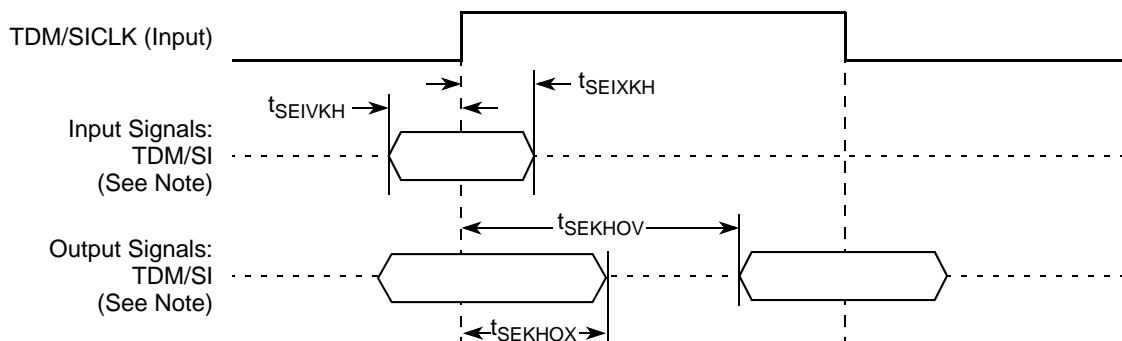 TDM/SICLK (Input)
tSEIXKH
tSEIVKH
Input Signals:
TDM/SI
(See Note)
tSEKHOV
Output Signals:
TDM/SI
(See Note)
tSEKHOX